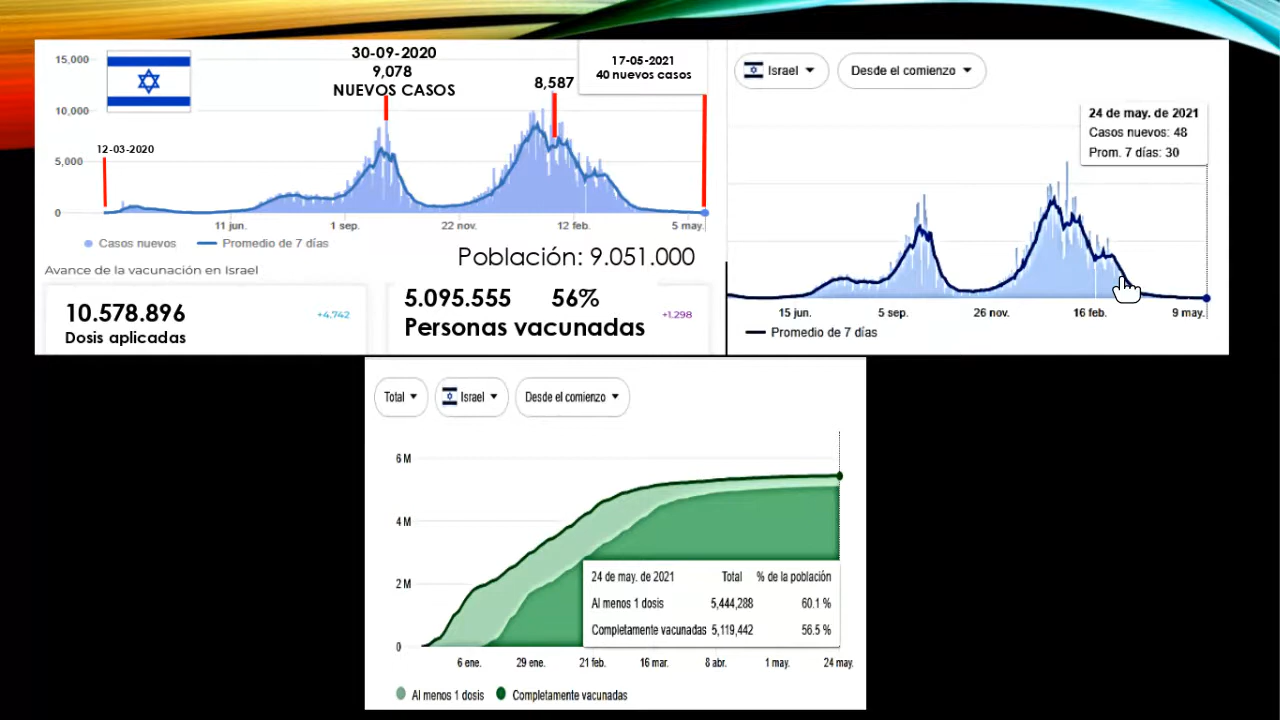 15,000
10,000
5,000
0
12-03-2020
30-09-2020
9,078
NUEVOS CASOS
8,587
17-05-2021
40 nuevos casos
11 jun.
1 sep.
22 nov.
12 feb.
5 may.
Casos nuevos
Promedio de 7 días
Población: 9.051.000
Avance de la vacunación en Israel
10.578.896
+4.742
Dosis aplicadas
5.095.555 56%
+1.298
Personas vacunadas
Israel
Desde el comienzo
24 de may. de 2021
Casos nuevos: 48
Prom. 7 días: 30
15 jun.
5 sep.
26 nov.
16 feb.
9 may.
Promedio de 7 días
Total
Israel
Desde el comienzo
6 M
4 M
2 M
0
24 de may. de 2021 Total % de la población
Al menos 1 dosis 5,444,288 60.1 %
Completamente vacunadas 5,119,442 56.5 %
6 ene.
29 ene.
21 feb.
16 mar.
8 abr.
1 may.
24 may.
Al menos 1 dosis
Completamente vacunadas